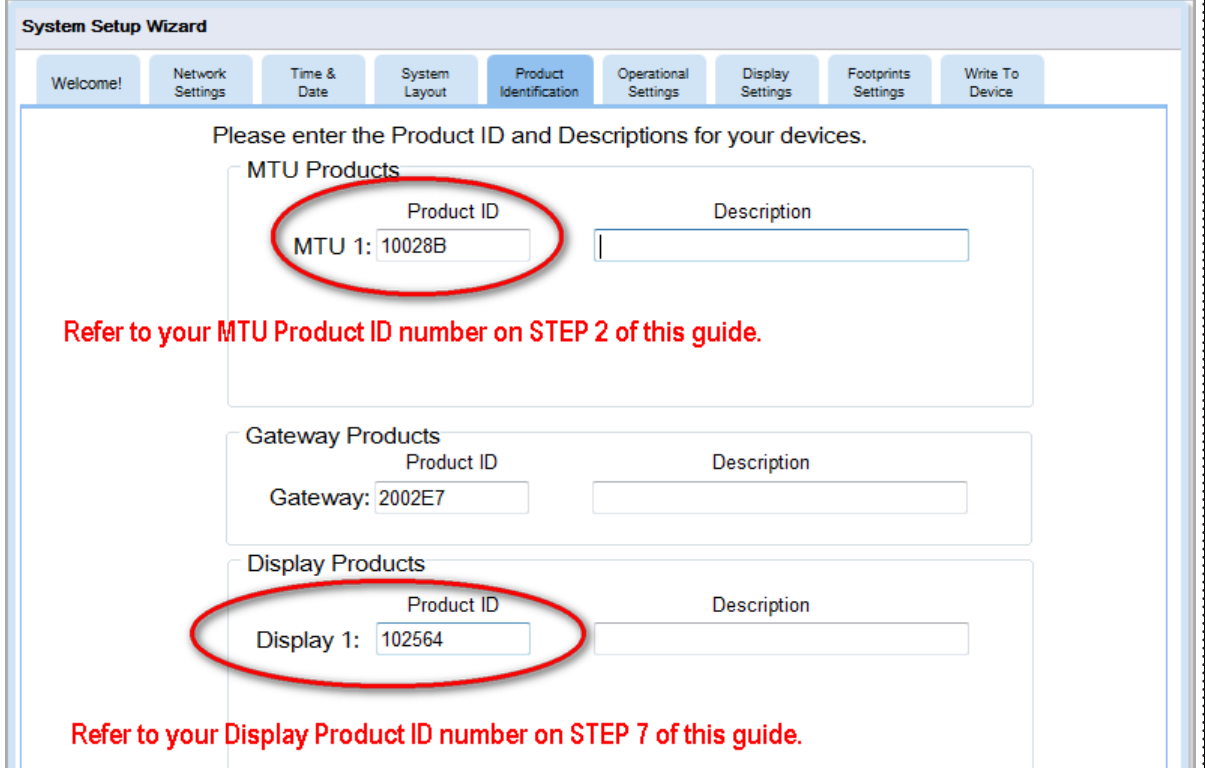 System Setup Wizard
Welcome!
Network
Settings
Time &
Date
System
Layout
Product
Identification
Operational
Settings
Display
Settings
Footprints
Settings
Write To
Device
Please enter the Product ID and Descriptions for your devices.
MTU Products
Product ID Description
MTU 1: 10028B
Refer to your MTU Product ID number on STEP 2 of this guide.
Gateway Products
Product ID Description
Gateway: 2002E7
Display Products
Product ID Description
Display 1: 102564
Refer to your Display Product ID number on STEP 7 of this guide.